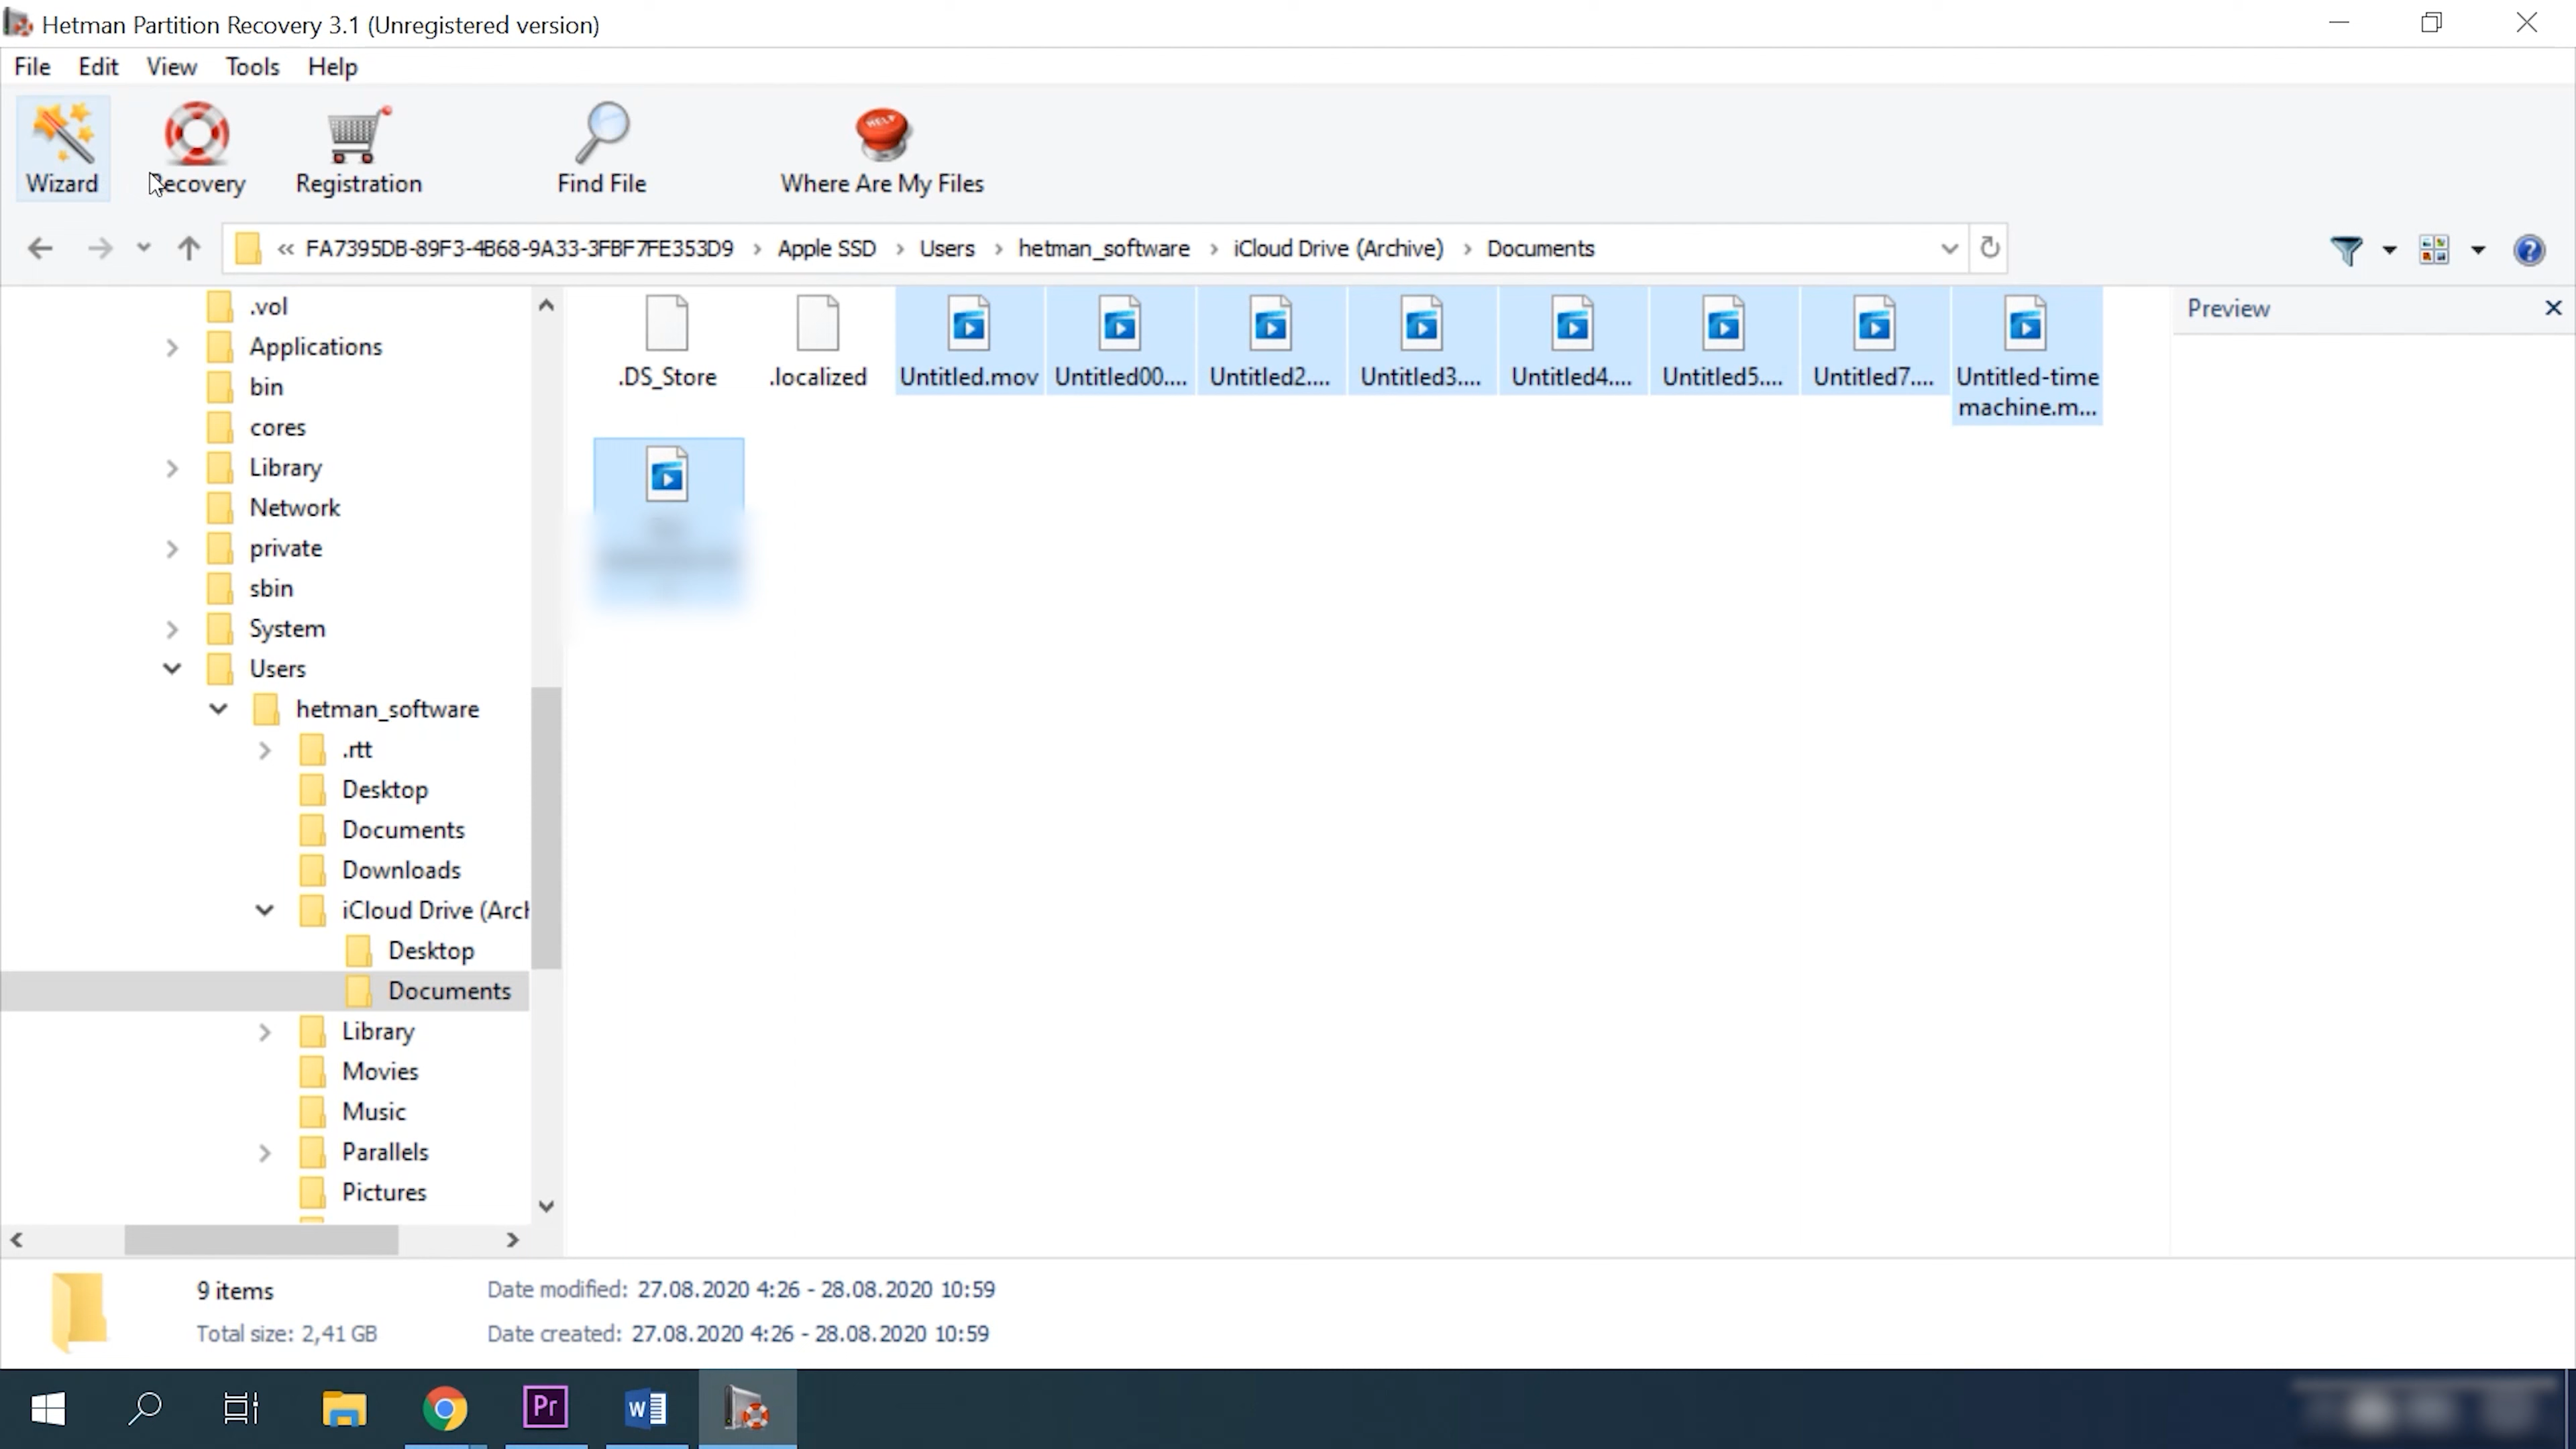 Hetman Partition Recovery 3.1 (Unregistered version)
File Edit View Tools Help
Wizard Recovery Registration Find File Where Are My Files
HELP
« FA7395DB-89F3-4B68-9A33-3FBF7FE353D9 > Apple SSD > Users > hetman_software > iCloud Drive (Archive) > Documents
.vol
Applications
bin
cores
Library
Network
private
sbin
System
Users
hetman_software
.rtt
Desktop
Documents
Downloads
iCloud Drive (Arch
Desktop
Documents
Library
Movies
Music
Parallels
Pictures
.DS_Store .localized Untitled.mov Untitled00.... Untitled2.... Untitled3.... Untitled4.... Untitled5.... Untitled7.... Untitled-time
machine.m...
Preview
9 items Date modified: 27.08.2020 4:26 - 28.08.2020 10:59
Total size: 2,41 GB Date created: 27.08.2020 4:26 - 28.08.2020 10:59
Pr W